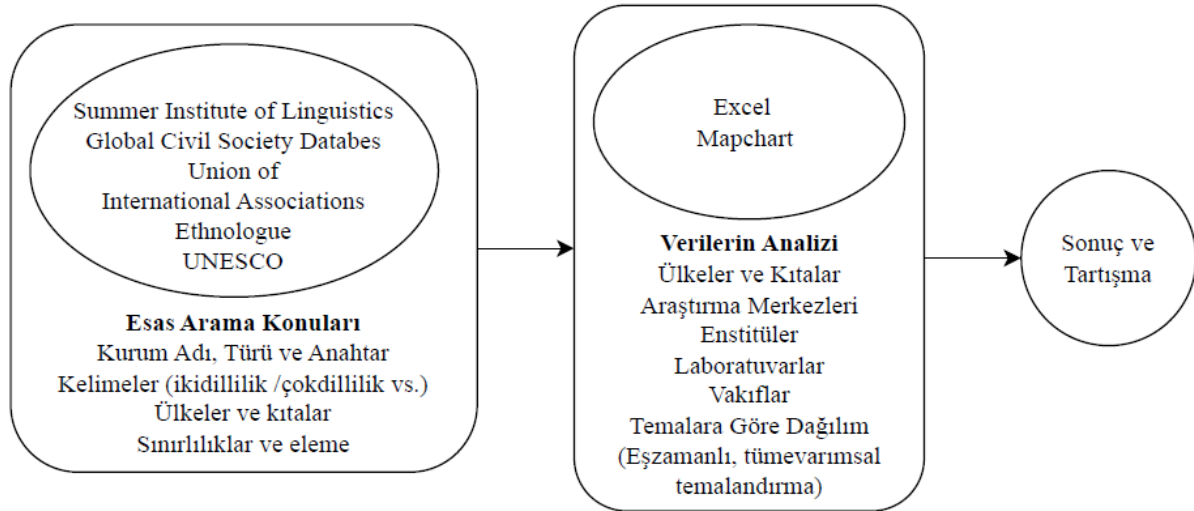 Summer Institute of Linguistics
Global Civil Society Databes
Union of
International Associations
Ethnologue
UNESCO
Esas Arama Konuları
Kurum Adı, Türü ve Anahtar
Kelimeler (ikidillilik /çokdillilik vs.)
Ülkeler ve kıtalar
Sınırlılıklar ve eleme
Excel
Mapchart
Verilerin Analizi
Ülkeler ve Kıtalar
Araştırma Merkezleri
Enstitüler
Laboratuvarlar
Vakıflar
Temalara Göre Dağılım
(Eşzamanlı, tümevarımsal
temalandırma)
Sonuç ve
Tartışma